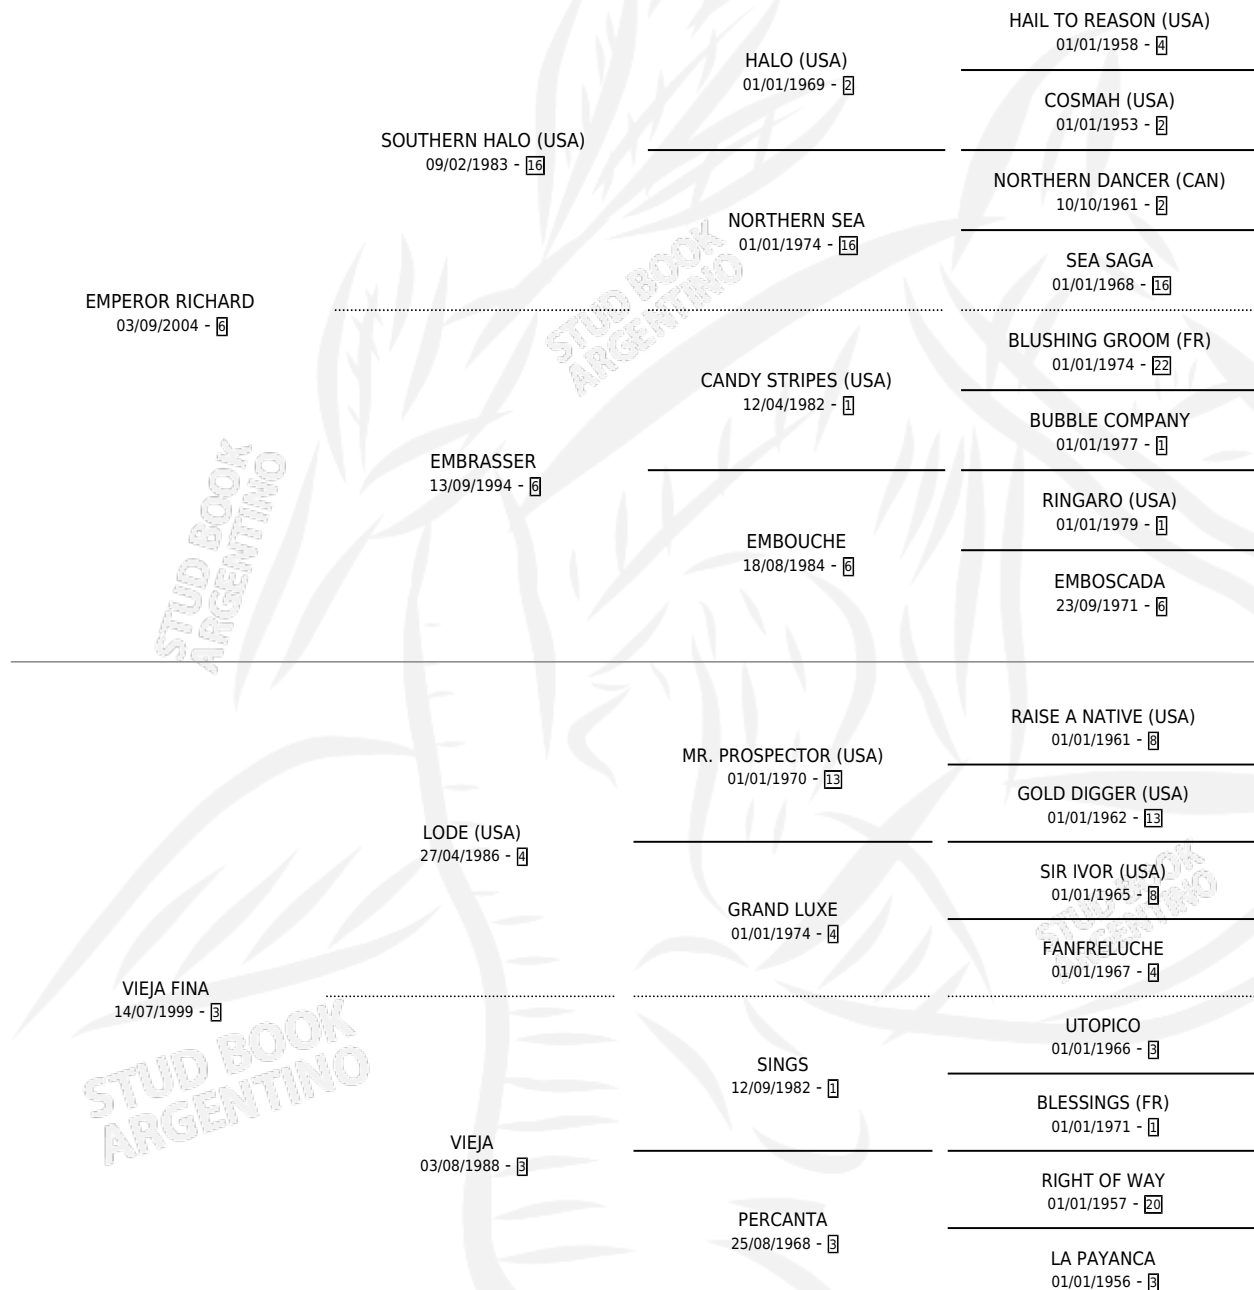 HAIL TO REASON (USA)
01/01/1958 - 4
HALO (USA)
01/01/1969 - 2
COSMAH (USA)
01/01/1953 - 2
SOUTHERN HALO (USA)
09/02/1983 - 16
NORTHERN DANCER (CAN)
10/10/1961 - 2
NORTHERN SEA
01/01/1974 - 16
SEA SAGA
01/01/1968 - 16
EMPEROR RICHARD
03/09/2004 - 6
BLUSHING GROOM (FR)
01/01/1974 - 22
CANDY STRIPES (USA)
12/04/1982 - 1
BUBBLE COMPANY
01/01/1977 - 1
EMBRASSER
13/09/1994 - 6
RINGARO (USA)
01/01/1979 - 1
EMBOUCHE
18/08/1984 - 6
EMBOSCADA
23/09/1971 - 6
RAISE A NATIVE (USA)
01/01/1961 - 8
MR. PROSPECTOR (USA)
01/01/1970 - 13
GOLD DIGGER (USA)
01/01/1962 - 13
LODE (USA)
27/04/1986 - 4
SIR IVOR (USA)
01/01/1965 - 8
GRAND LUXE
01/01/1974 - 4
FANFRELUCHE
01/01/1967 - 4
VIEJA FINA
14/07/1999 - 3
UTOPICO
01/01/1966 - 3
SINGS
12/09/1982 - 1
BLESSINGS (FR)
01/01/1971 - 1
VIEJA
03/08/1988 - 3
RIGHT OF WAY
01/01/1957 - 20
PERCANTA
25/08/1968 - 3
LA PAYANCA
01/01/1956 - 3
STUD BOOK
ARGENTINO
STUD BOOK
ARGENTINO
STUD BOOK
ARGENTINO
STUD BOOK
ARGENTINO